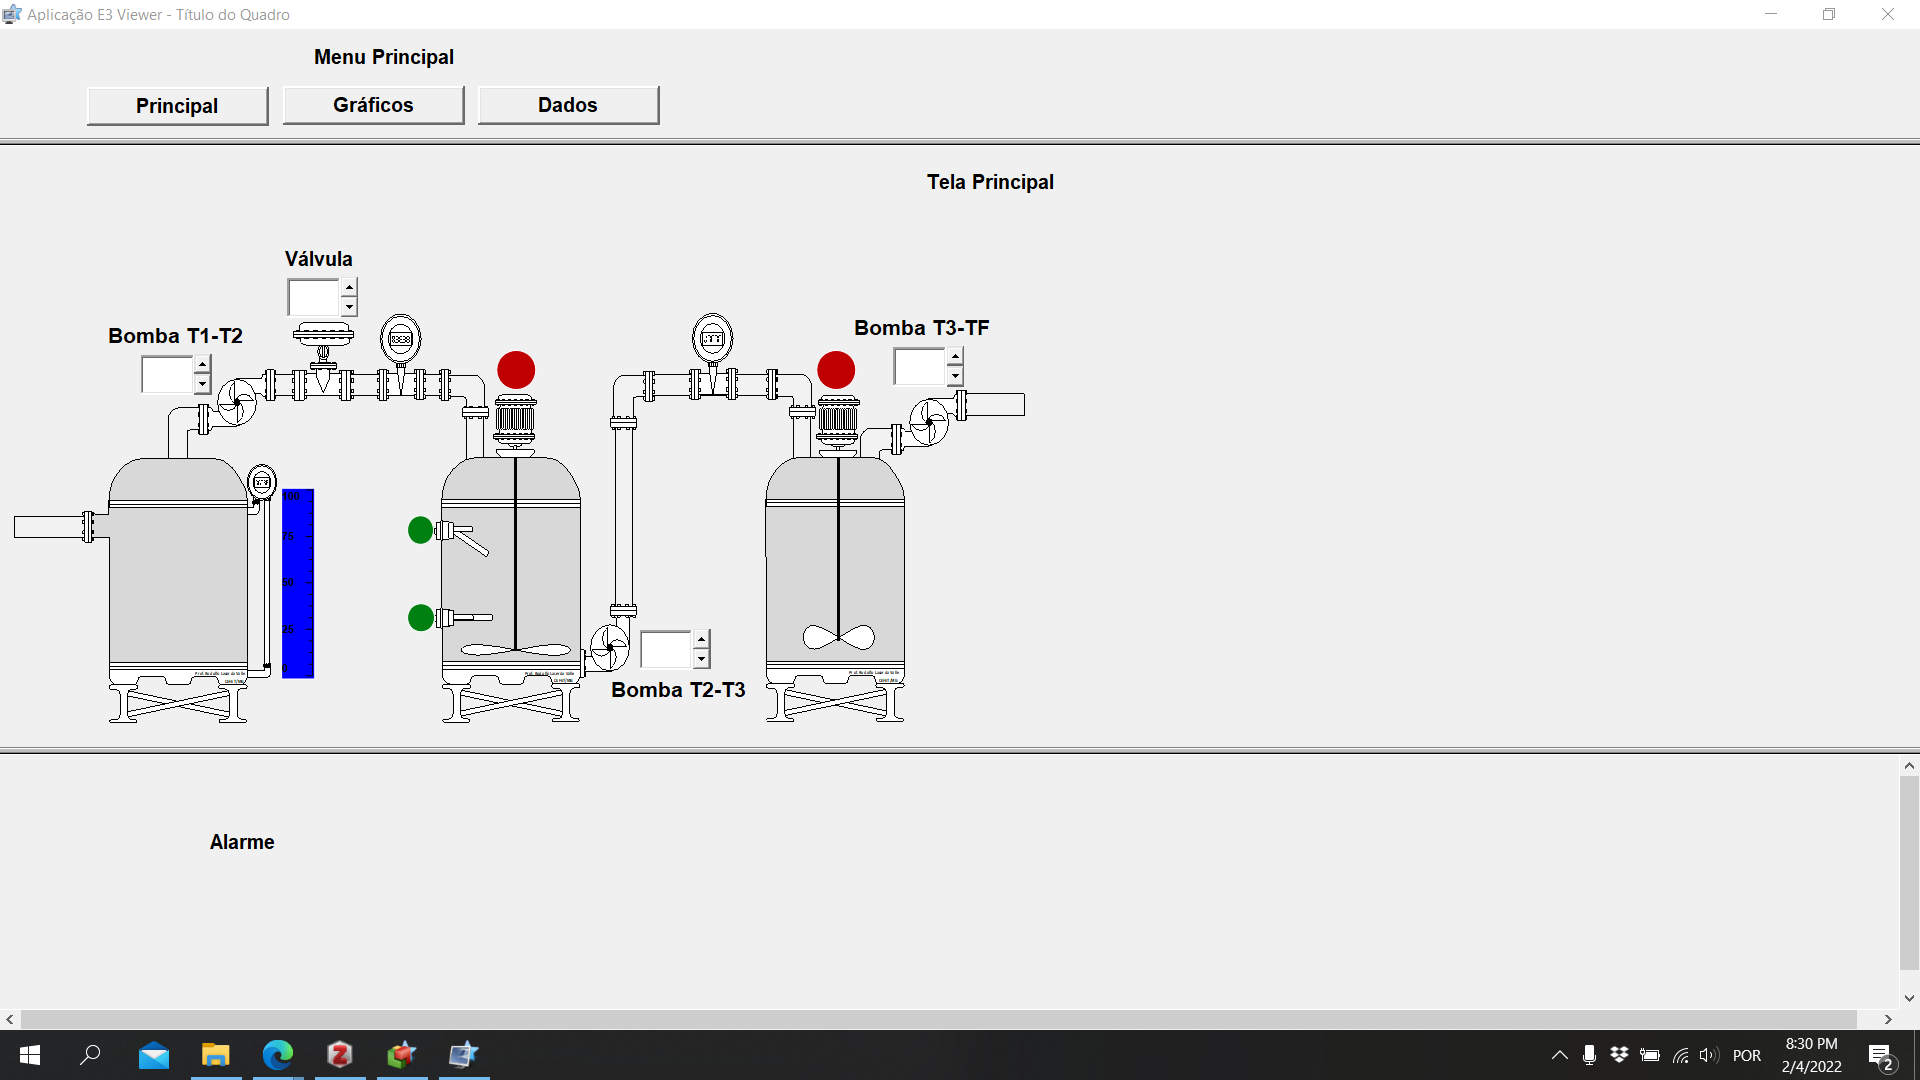 Aplicação E3 Viewer - Título do Quadro
Menu Principal
Principal
Gráficos
Dados
Tela Principal
Válvula
Bomba T1-T2
Bomba T3-TF
100
75
50
25
0
Bomba T2-T3
Alarme
POR
8:30 PM
2/4/2022
2